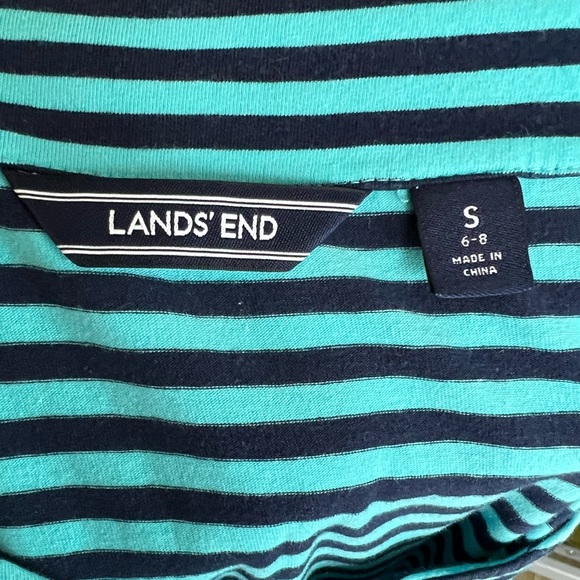 LANDS' END
S
6-8
MADE IN
CHINA